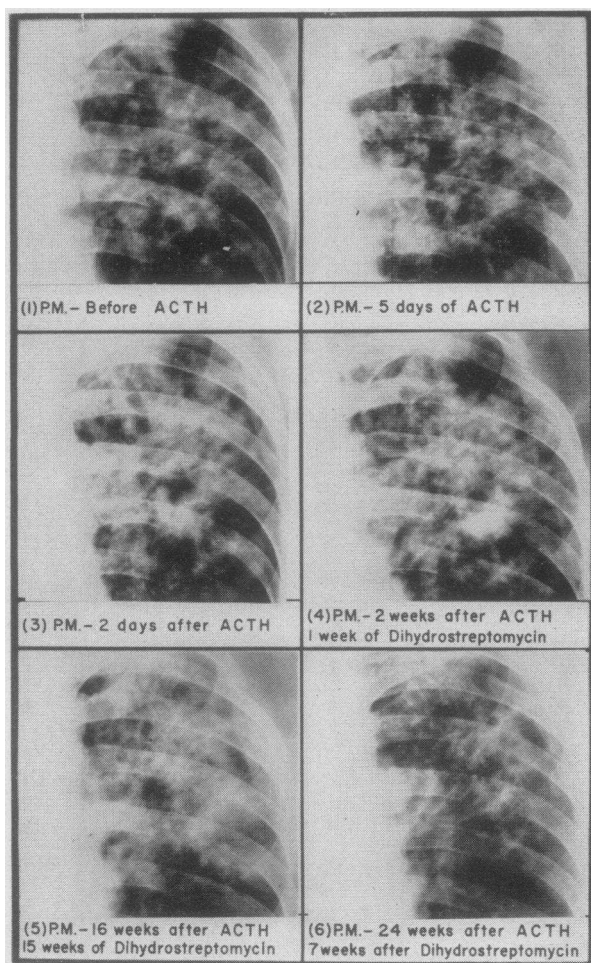 (1) P.M.- Before ACTH
(2) P.M.- 5 days of ACTH
(3) P.M.- 2 days after ACTH
(4) P.M.- 2 weeks after ACTH
1 week of Dihydrostreptomycin
(5) P.M.- 16 weeks after ACTH
15 weeks of Dihydrostreptomycin
(6) P.M.- 24 weeks after ACTH
7 weeks after Dihydrostreptomycin